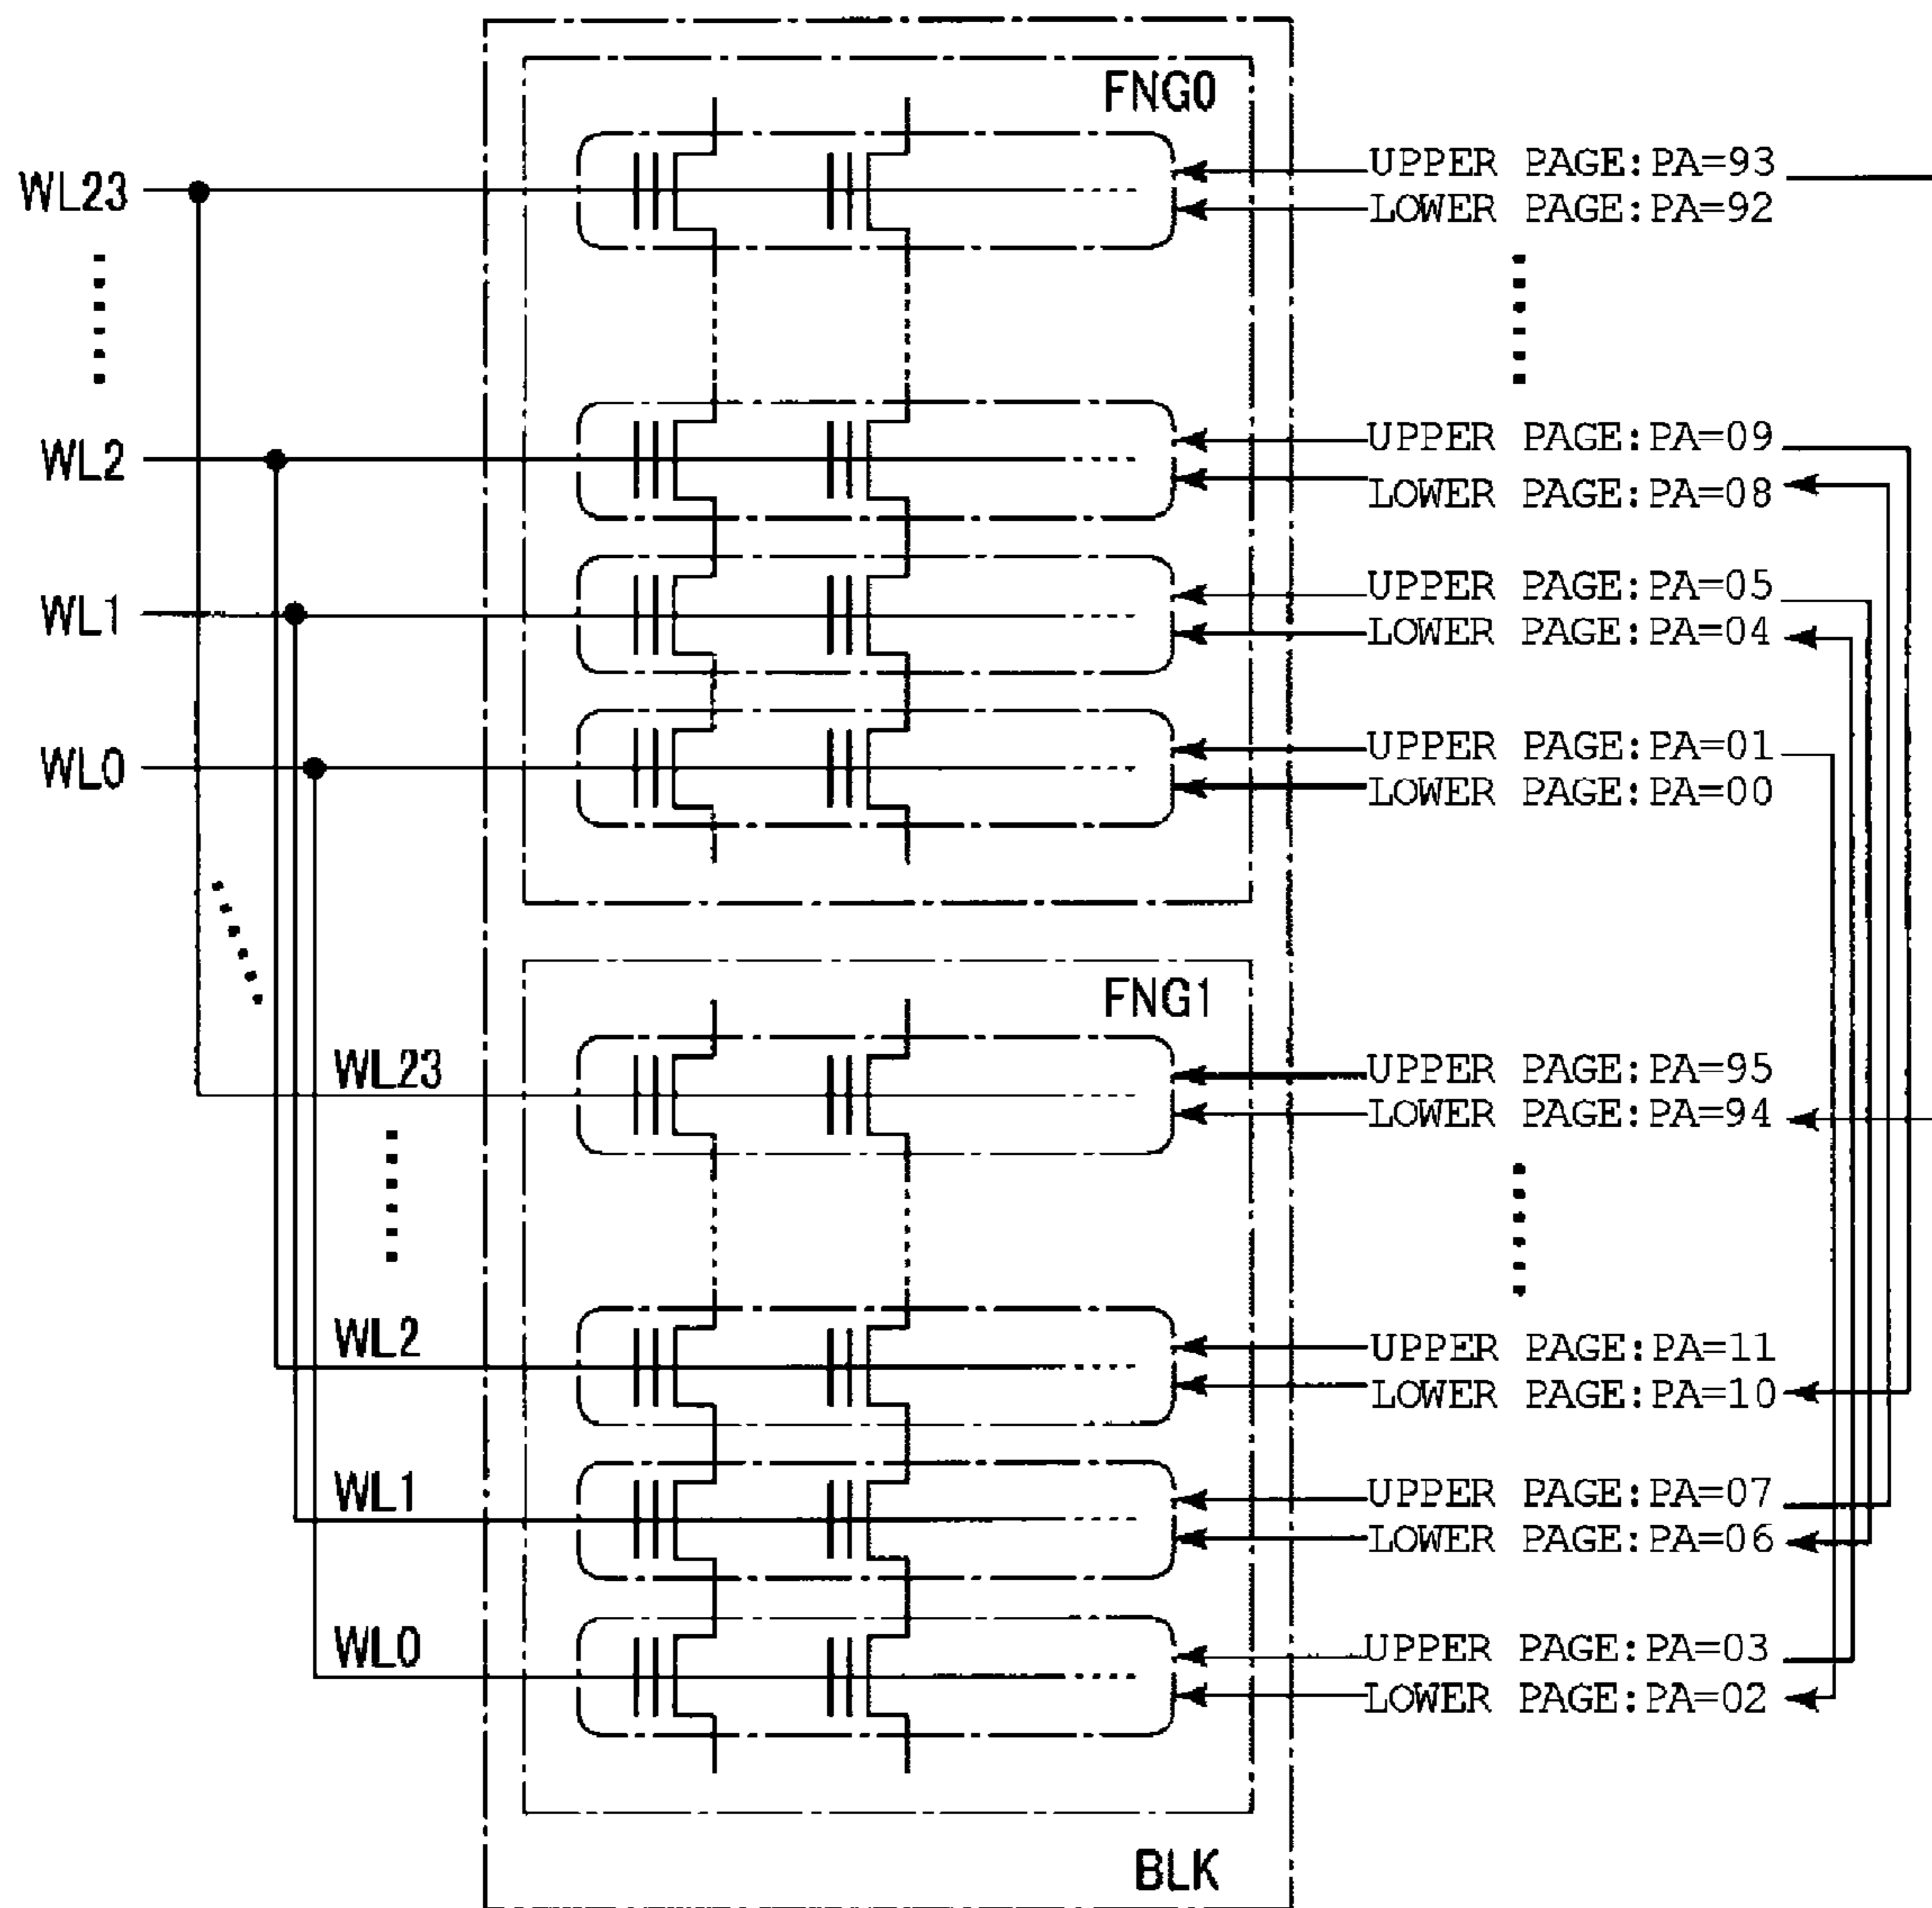 FNG0
WL23
UPPER PAGE:PA=93
LOWER PAGE:PA=92
WL2
UPPER PAGE:PA=09
LOWER PAGE:PA=08
WL1
UPPER PAGE:PA=05
LOWER PAGE:PA=04
WL0
UPPER PAGE:PA=01
LOWER PAGE:PA=00
FNG1
WL23
UPPER PAGE:PA=95
LOWER PAGE:PA=94
WL2
UPPER PAGE:PA=11
LOWER PAGE:PA=10
WL1
UPPER PAGE:PA=07
LOWER PAGE:PA=06
WL0
UPPER PAGE:PA=03
LOWER PAGE:PA=02
BLK